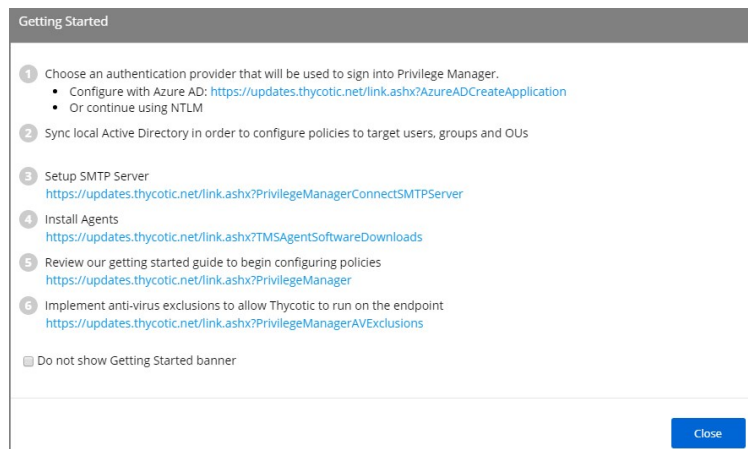 Getting Started
1 Choose an authentication provider that will be used to sign into Privilege Manager.
• Configure with Azure AD: https://updates.thycotic.net/link.ashx?AzureADCreateApplication
• Or continue using NTLM
2 Sync local Active Directory in order to configure policies to target users, groups and OUs
3 Setup SMTP Server
https://updates.thycotic.net/link.ashx?PrivilegeManagerConnectSMTPServer
4 Install Agents
https://updates.thycotic.net/link.ashx?TMSAgentSoftwareDownloads
5 Review our getting started guide to begin configuring policies
https://updates.thycotic.net/link.ashx?PrivilegeManager
6 Implement anti-virus exclusions to allow Thycotic to run on the endpoint
https://updates.thycotic.net/link.ashx?PrivilegeManagerAVExclusions
Do not show Getting Started banner
Close